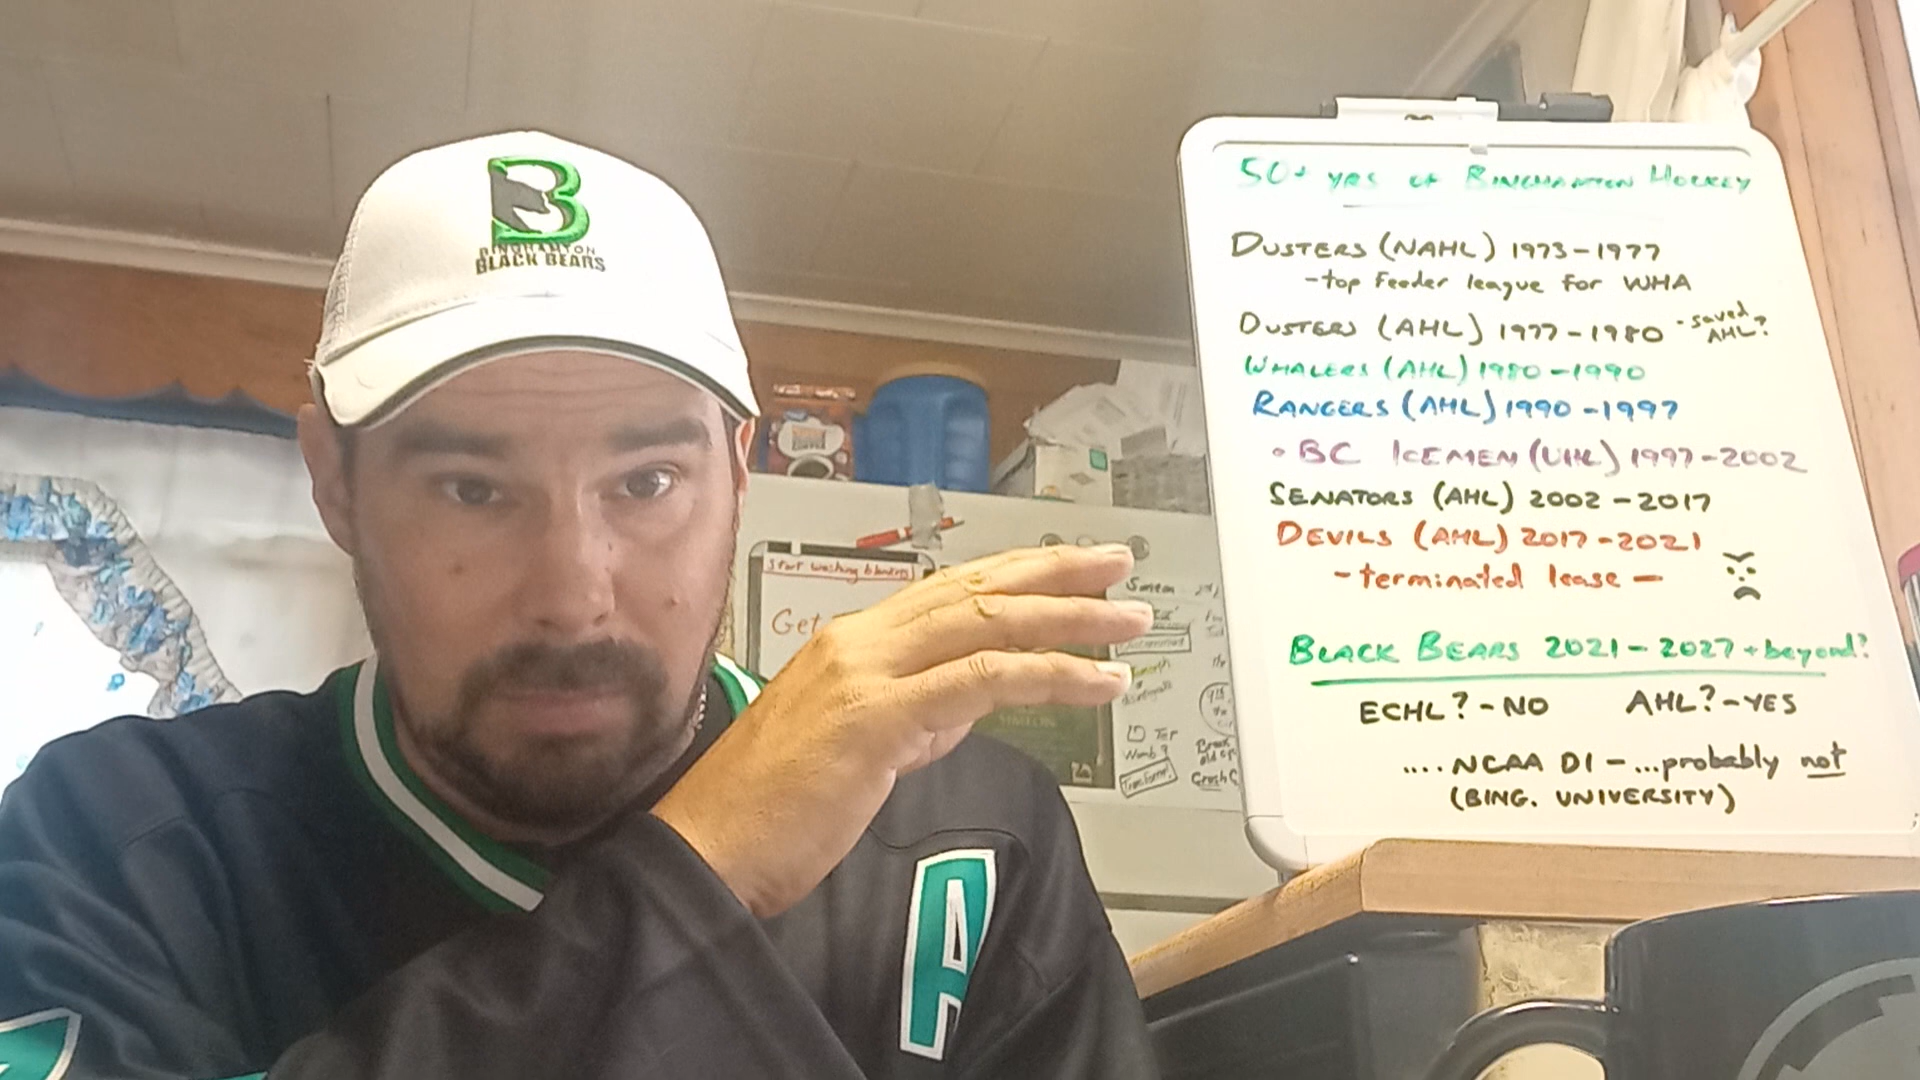 BINGHAMTON
BLACK BEARS
A
Start washing blankets
Get
50+ yrs of Binghamton Hockey
Dusters (NAHL) 1973-1977
-top feeder league for WHA
Dusters (AHL) 1977-1980 - saved AHL?
Whalers (AHL) 1980-1990
Rangers (AHL) 1990-1997
• BC Icemen (UHL) 1997-2002
Senators (AHL) 2002-2017
Devils (AHL) 2017-2021
-terminated lease-
Black Bears 2021-2027 + beyond?
ECHL?-NO AHL?-YES
....NCAA DI-...probably not
(BING. UNIVERSITY)